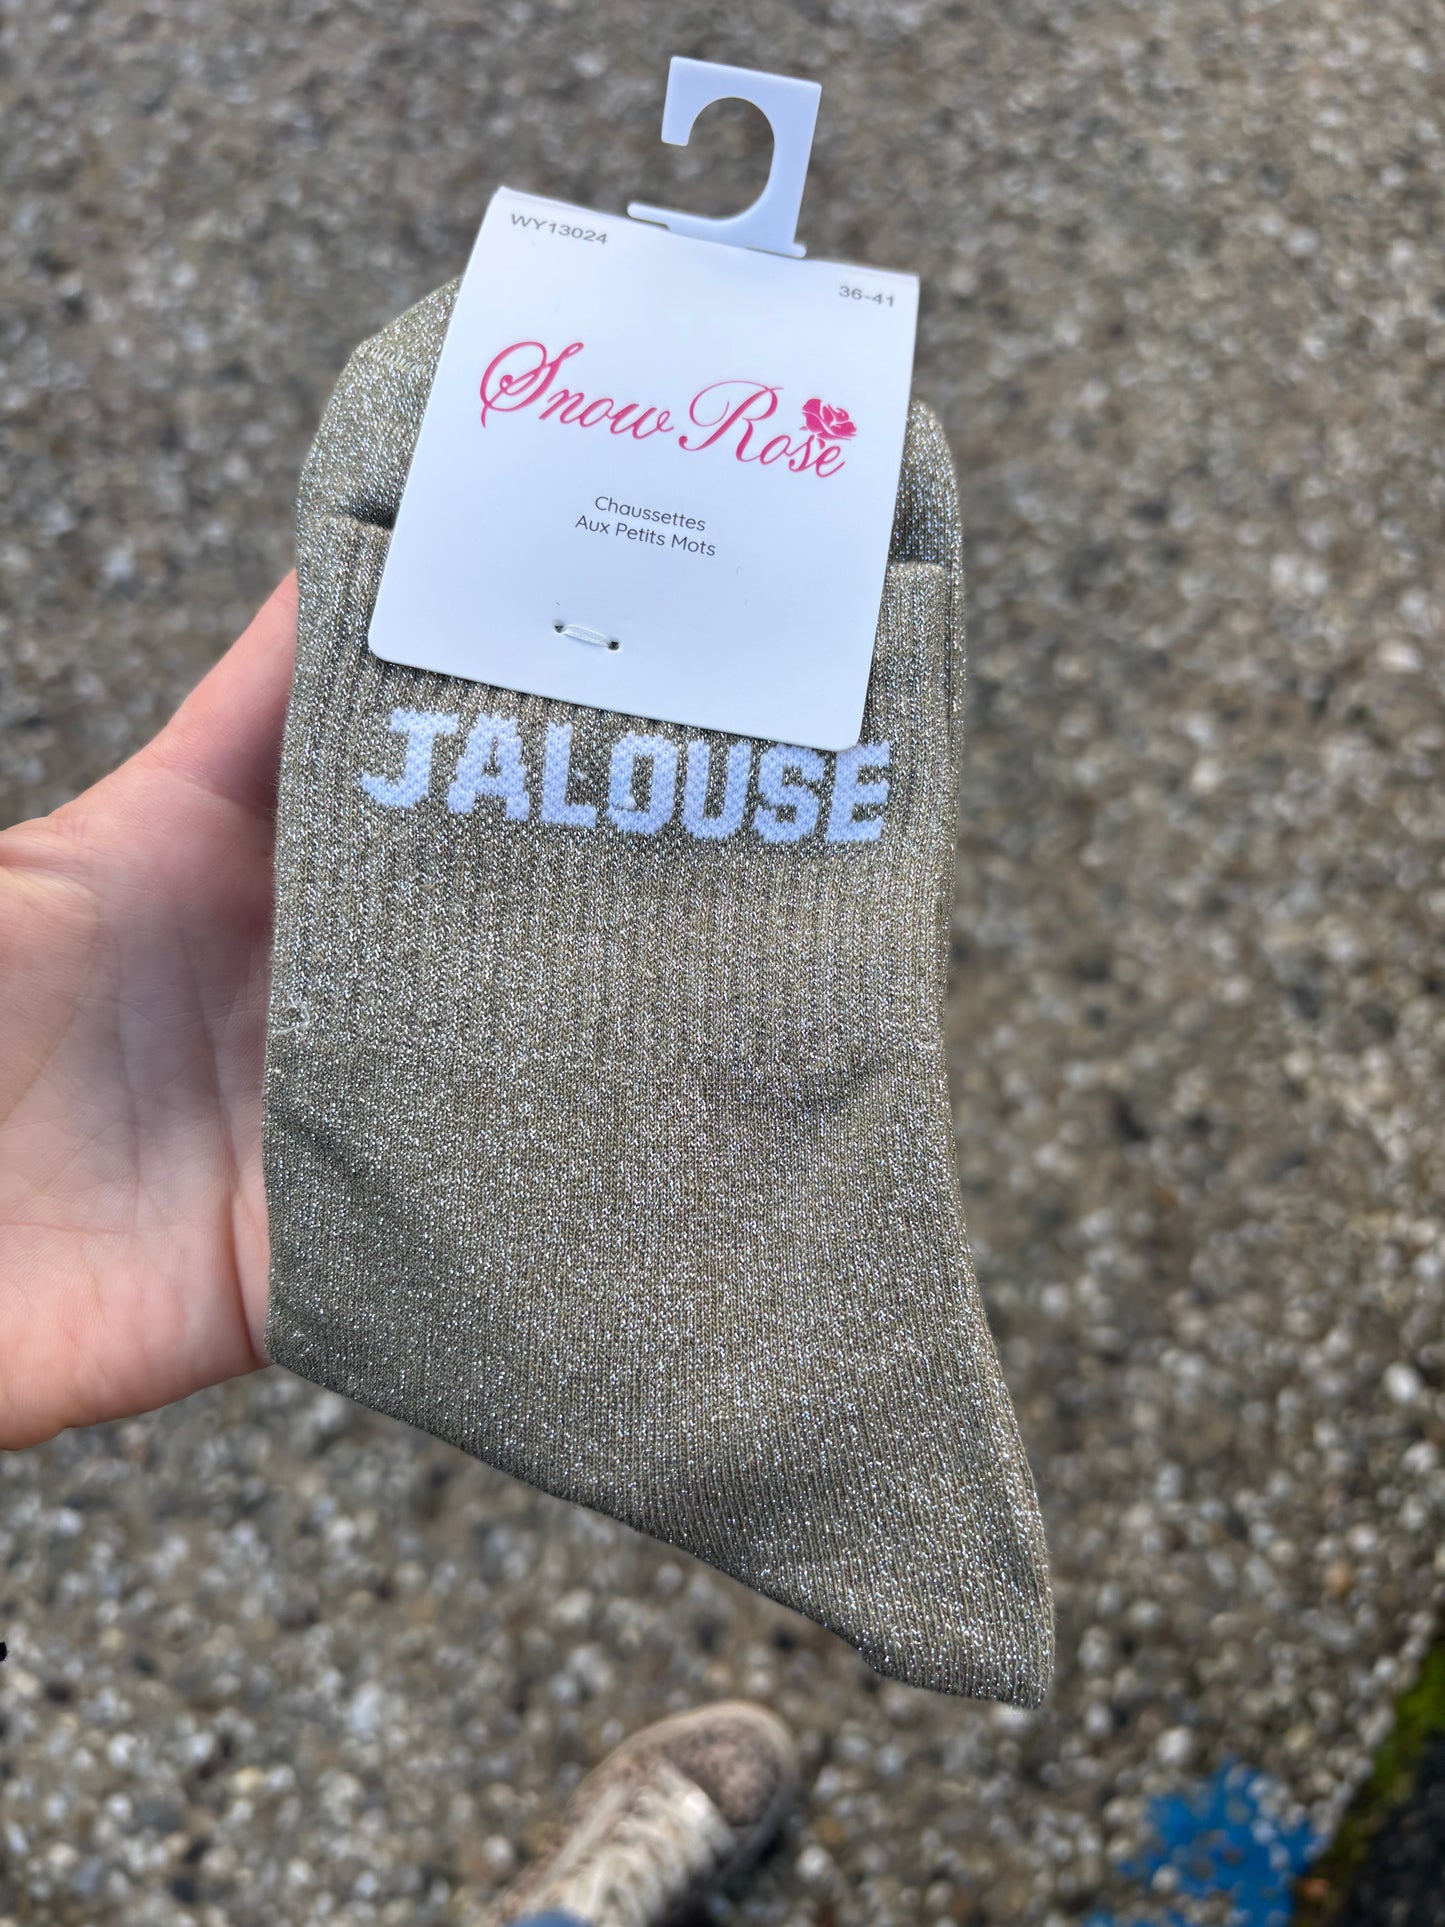 WY13024
36-41
Snow Rose
Chaussettes
Aux Petits Mots
JALOUSE